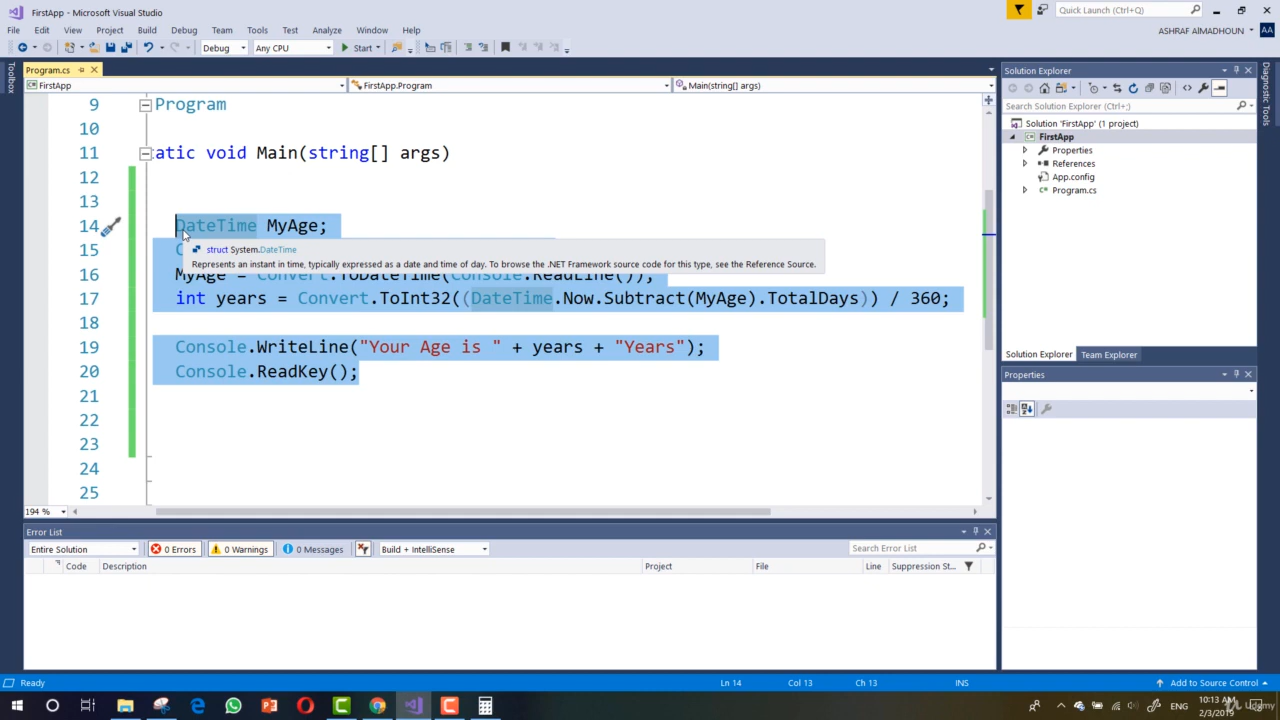 FirstApp - Microsoft Visual Studio
Quick Launch (Ctrl+Q)
File Edit View Project Build Debug Team Tools Test Analyze Window Help
ASHRAF AlMADHOUN AA
Debug Any CPU Start
Toolbox
Program.cs
FirstApp FirstApp.Program Main(string[] args)
9 Program
10
11 atic void Main(string[] args)
12
13
14 DateTime MyAge;
15 C
struct System.DateTime
Represents an instant in time, typically expressed as a date and time of day. To browse the .NET Framework source code for this type, see the Reference Source.
16 MyAge = Convert.ToDateTime(Console.ReadLine());
17 int years = Convert.ToInt32((DateTime.Now.Subtract(MyAge).TotalDays)) / 360;
18
19 Console.WriteLine("Your Age is " + years + "Years");
20 Console.ReadKey();
21
22
23
24
25
194 %
Error List
Entire Solution 0 Errors 0 Warnings 0 Messages Build + IntelliSense Search Error List
Code Description Project File Line Suppression St...
Solution Explorer
Search Solution Explorer (Ctrl+;)
Solution 'FirstApp' (1 project)
FirstApp
Properties
References
App.config
Program.cs
Solution Explorer Team Explorer
Properties
Diagnostic Tools
Ready Ln 14 Col 13 Ch 13 INS Add to Source Control
ENG 10:13 AM
2/3/2019
Udemy